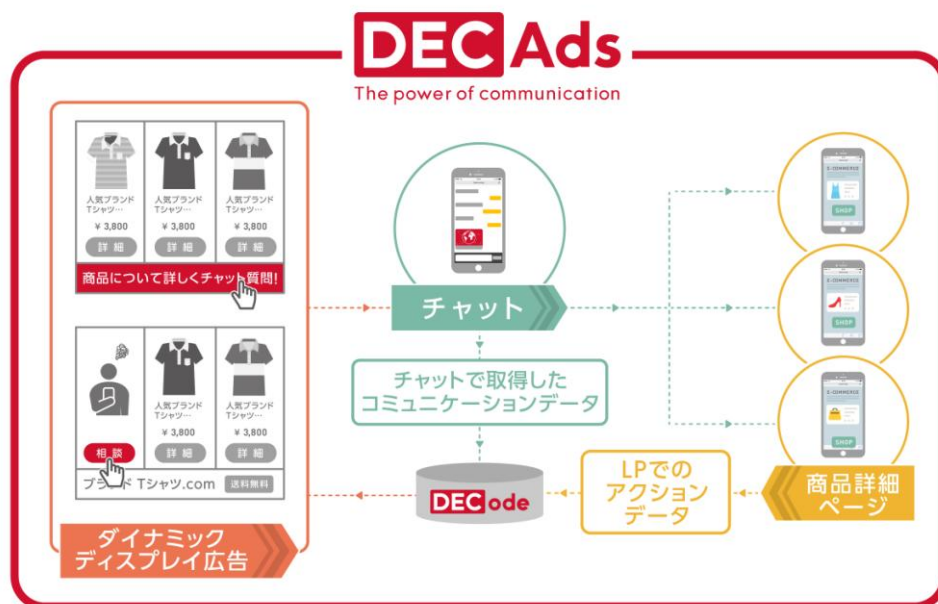 DEC Ads
The power of communication
人気ブランド
Tシャツ…
¥ 3,800
詳 細
人気ブランド
Tシャツ…
¥ 3,800
詳 細
人気ブランド
Tシャツ…
¥ 3,800
詳 細
商品について詳しくチャット質問!
相 談
人気ブランド
Tシャツ…
¥ 3,800
詳 細
人気ブランド
Tシャツ…
¥ 3,800
詳 細
ブランド Tシャツ.com
送料無料
ダイナミック
ディスプレイ広告
チャット
チャットで取得した
コミュニケーションデータ
DECode
LPでの
アクション
データ
E-COMMERCE
SHOP
E-COMMERCE
SHOP
E-COMMERCE
SHOP
商品詳細
ページ